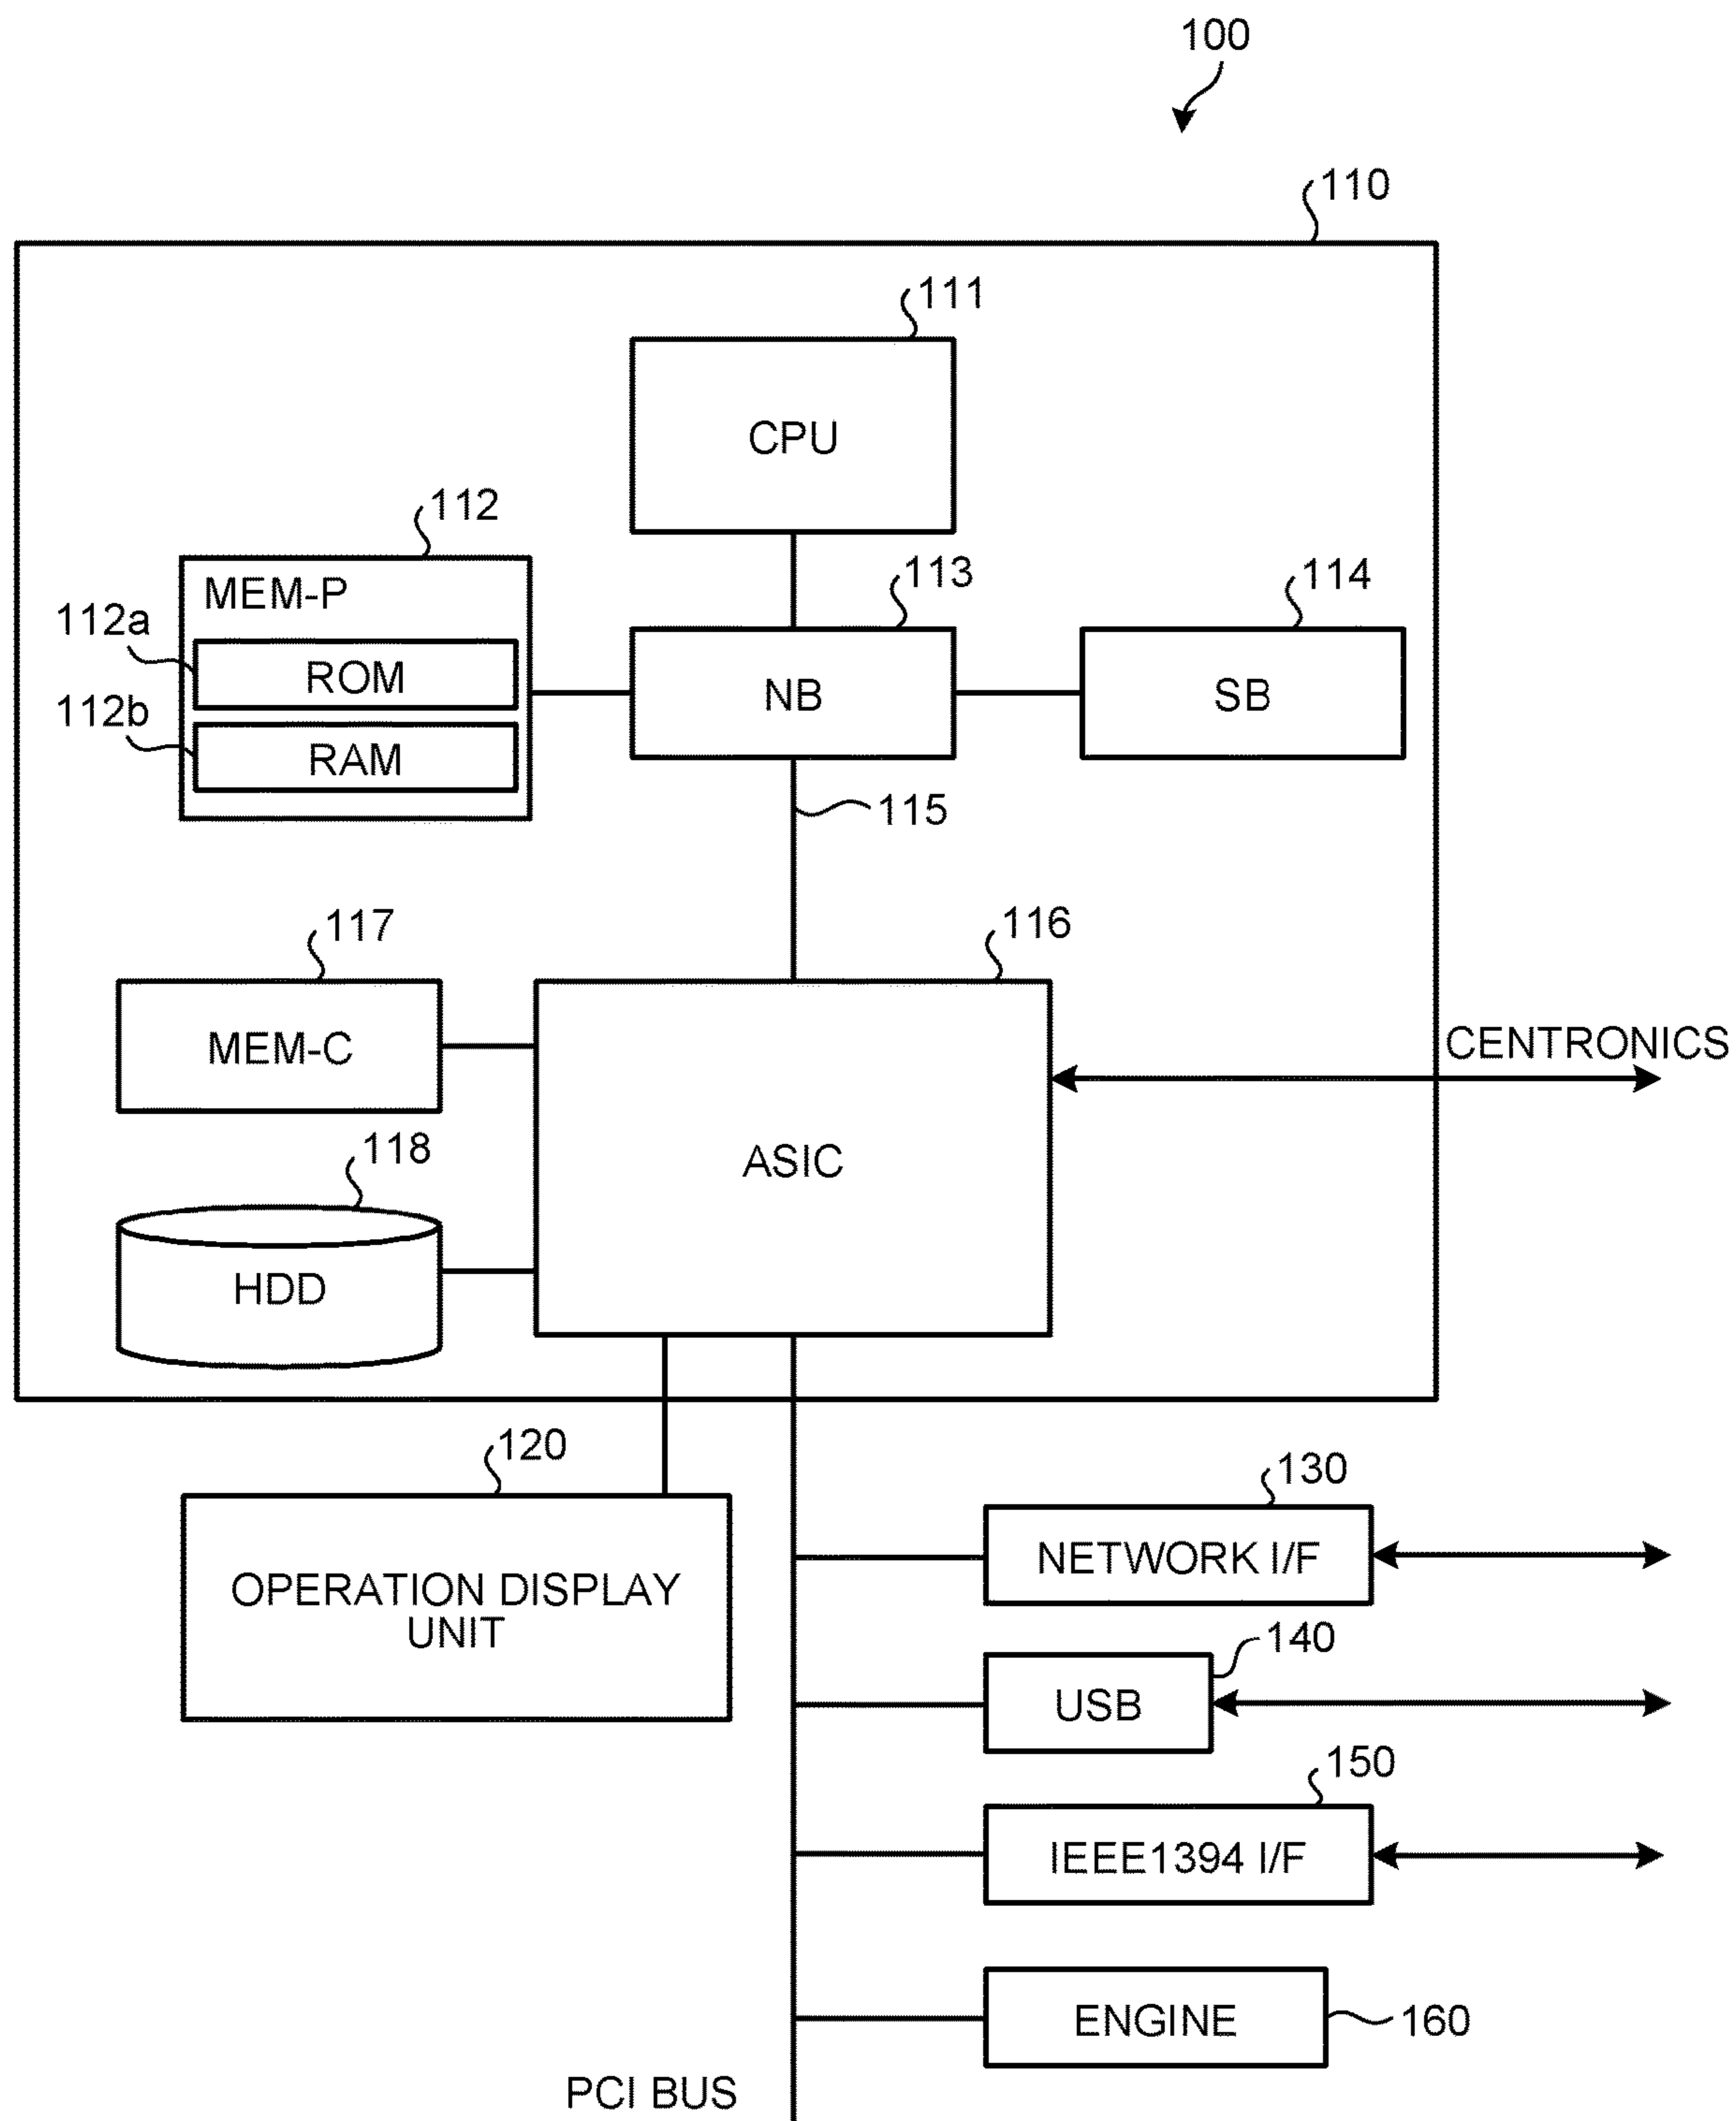 100
110
111
CPU
112
MEM-P
112a
ROM
112b
RAM
113
NB
114
SB
115
117
MEM-C
116
ASIC
CENTRONICS
118
HDD
120
OPERATION DISPLAY
UNIT
130
NETWORK I/F
140
USB
150
IEEE1394 I/F
ENGINE
160
PCI BUS